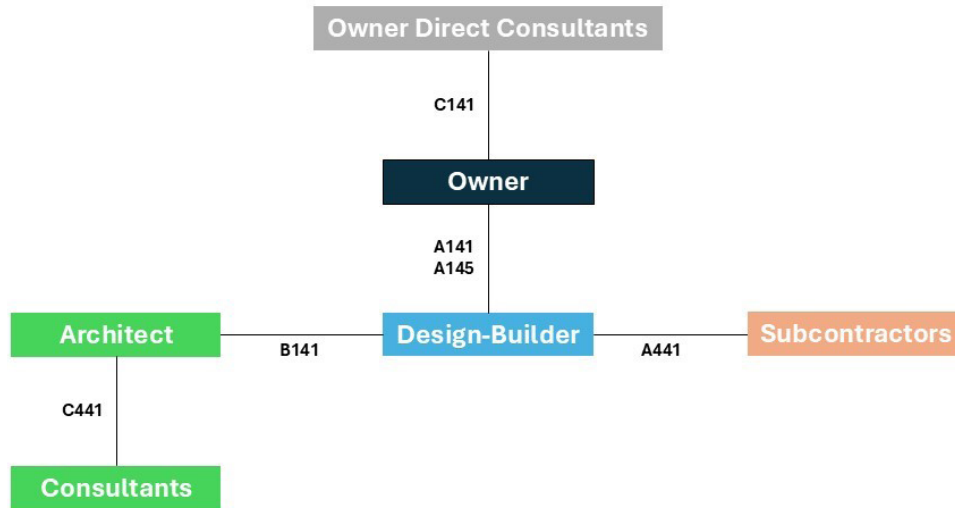 Owner Direct Consultants
C141
Owner
A141
A145
Architect
Design-Builder
Subcontractors
B141
A441
C441
Consultants